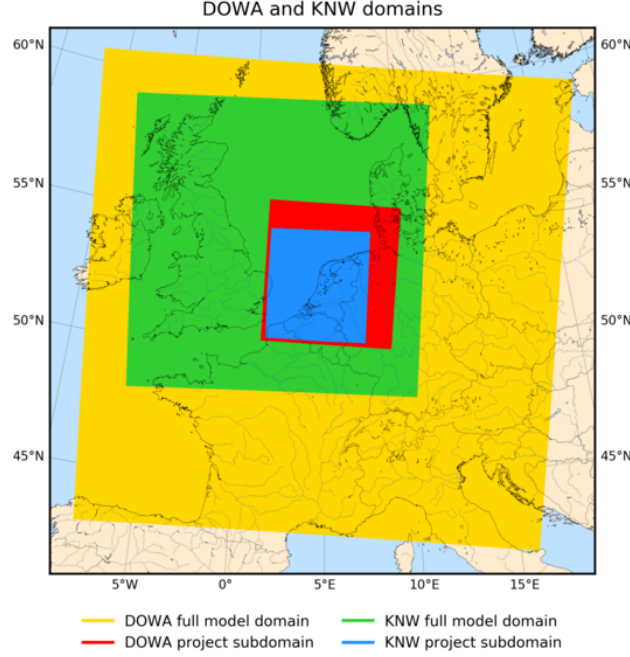 DOWA and KNW domains
60°N 60°N
55°N 55°N
50°N 50°N
45°N 45°N
5°W 0° 5°E 10°E 15°E
DOWA full model domain KNW full model domain
DOWA project subdomain KNW project subdomain